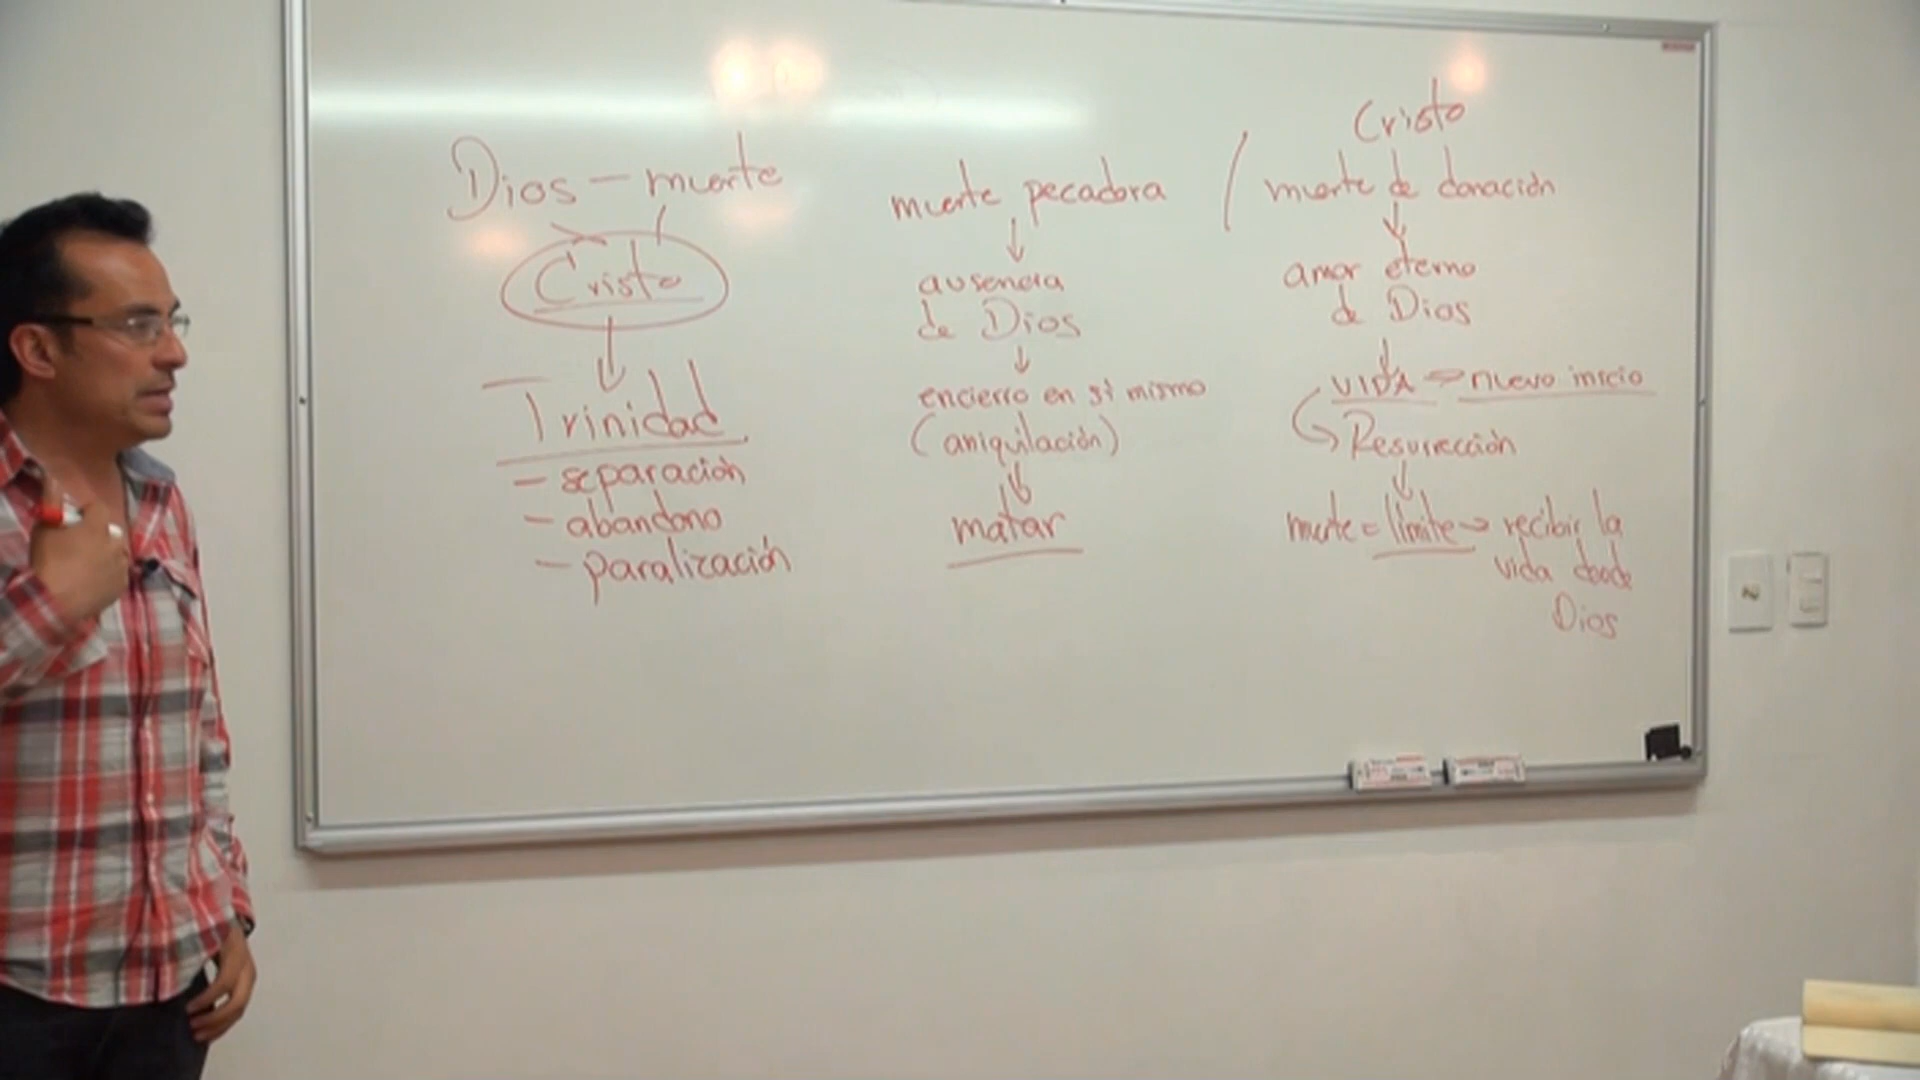 Dios — muerte
Cristo
Trinidad
- separación
- abandono
- paralización
muerte pecadora
↓
ausencia
de Dios
↓
encierro en sí mismo
(aniquilación)
↓
matar
/
Cristo
muerte de donación
↓
amor eterno
de Dios
↓
VIDA → nuevo inicio
→ Resurrección
↓
muerte = límite → recibir la
vida desde
Dios